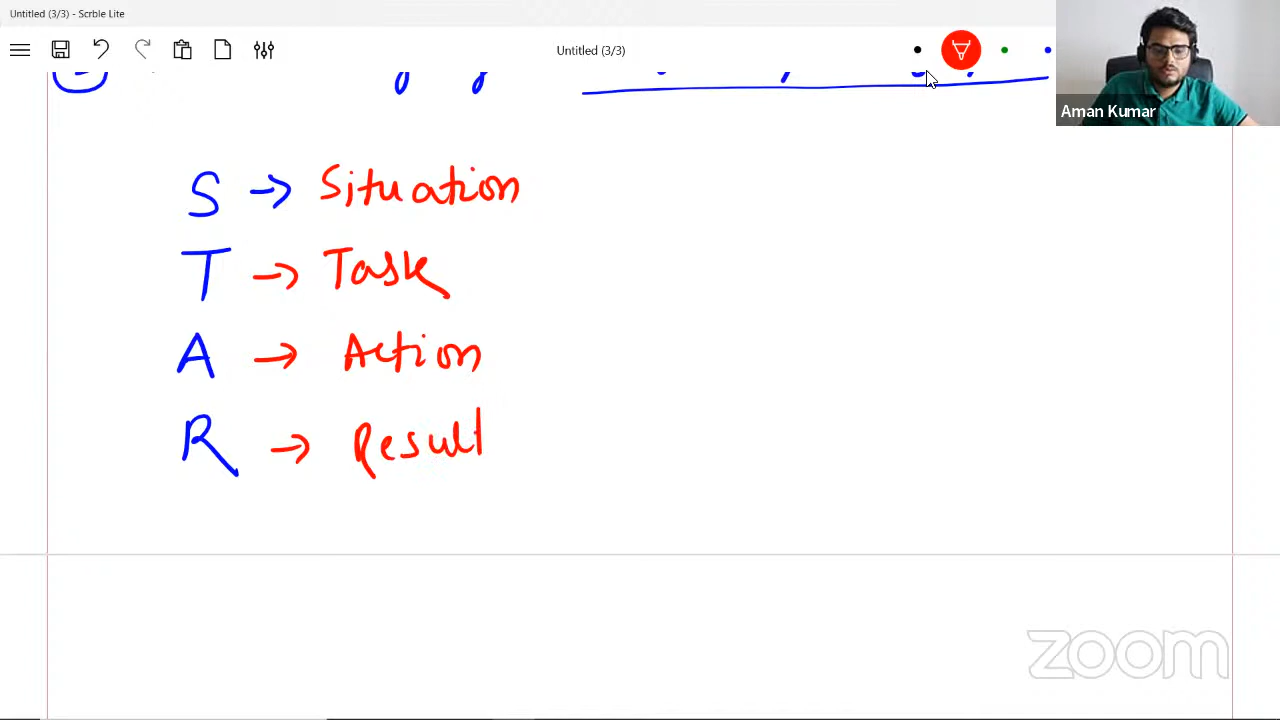 Untitled (3/3) - Scrble Lite
Untitled (3/3)
Aman Kumar
S → Situation
T → Task
A → Action
R → Result
zoom